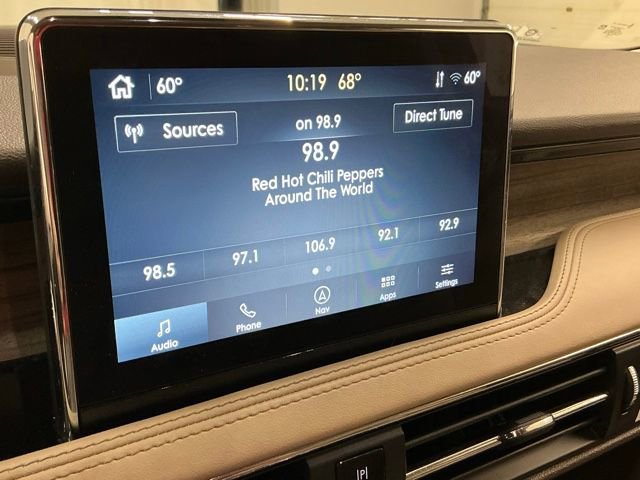 60° 10:19 68° 60°
Sources on 98.9 Direct Tune
98.9
Red Hot Chili Peppers
Around The World
98.5 97.1 106.9 92.1 92.9
Audio Phone Nav Apps Settings
P